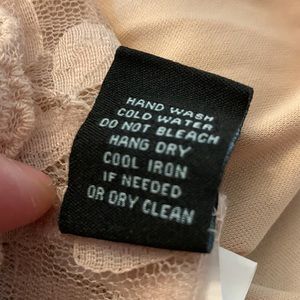 HAND WASH
COLD WATER
DO NOT BLEACH
HANG DRY
COOL IRON
IF NEEDED
OR DRY CLEAN